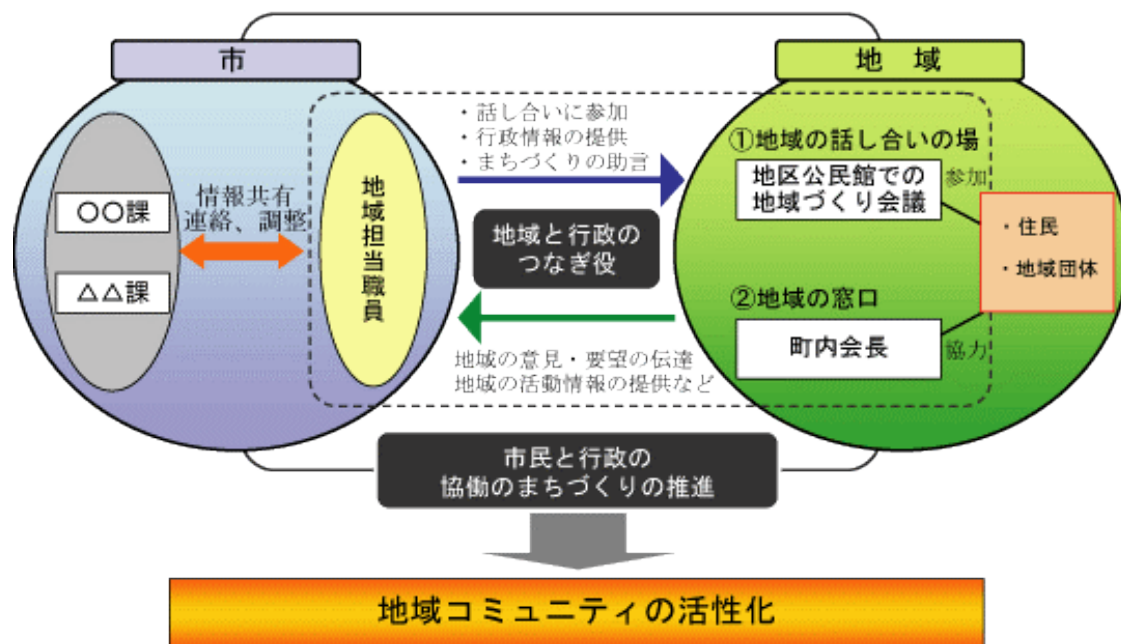 市
地 域
・話し合いに参加
・行政情報の提供
・まちづくりの助言
①地域の話し合いの場
地区公民館での
地域づくり会議
参加
情報共有
連絡、調整
○○課
△△課
地域担当職員
地域と行政の
つなぎ役
・住民
・地域団体
②地域の窓口
町内会長
協力
地域の意見・要望の伝達
地域の活動情報の提供など
市民と行政の
協働のまちづくりの推進
地域コミュニティの活性化